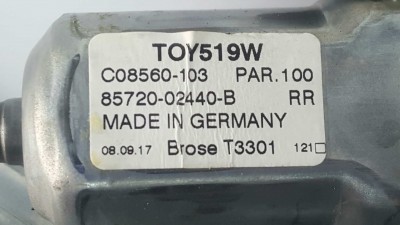 TOY519W
C08560-103 PAR.100
85720-02440-B RR
MADE IN GERMANY
08.09.17 Brose T3301 121□